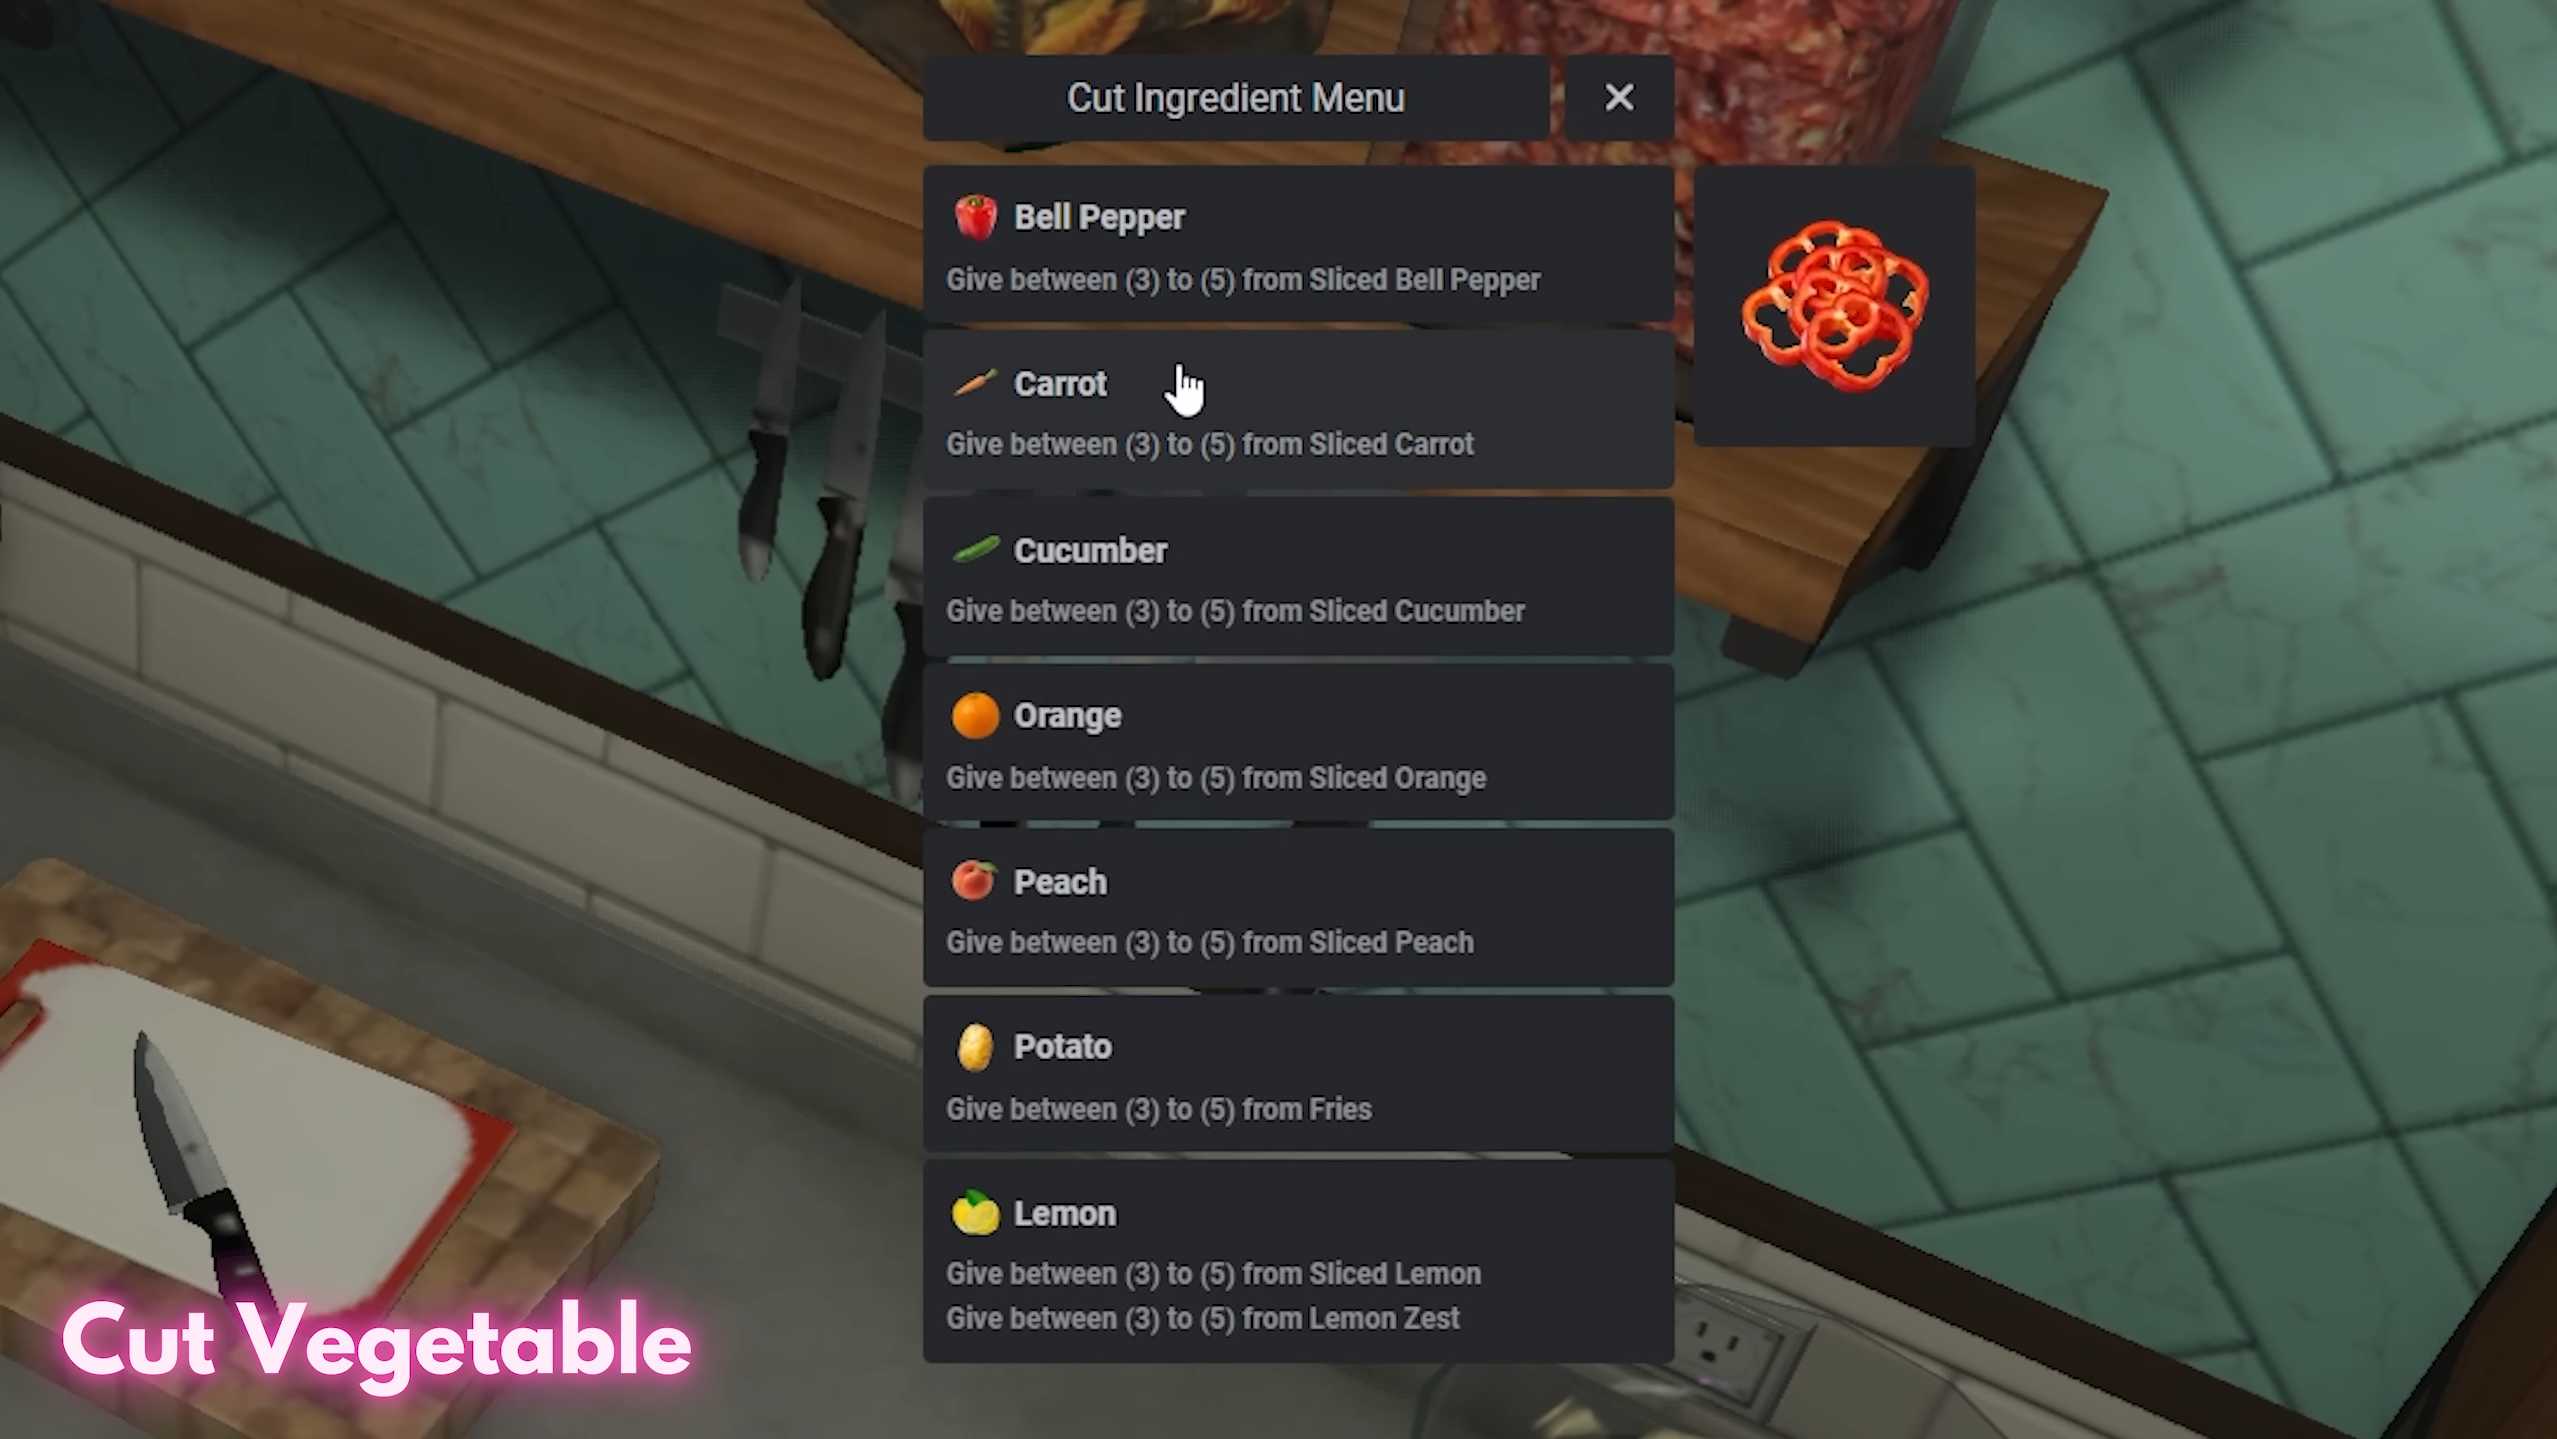 Cut Ingredient Menu
Bell Pepper
Give between (3) to (5) from Sliced Bell Pepper
Carrot
Give between (3) to (5) from Sliced Carrot
Cucumber
Give between (3) to (5) from Sliced Cucumber
Orange
Give between (3) to (5) from Sliced Orange
Peach
Give between (3) to (5) from Sliced Peach
Potato
Give between (3) to (5) from Fries
Lemon
Give between (3) to (5) from Sliced Lemon
Give between (3) to (5) from Lemon Zest
Cut Vegetable